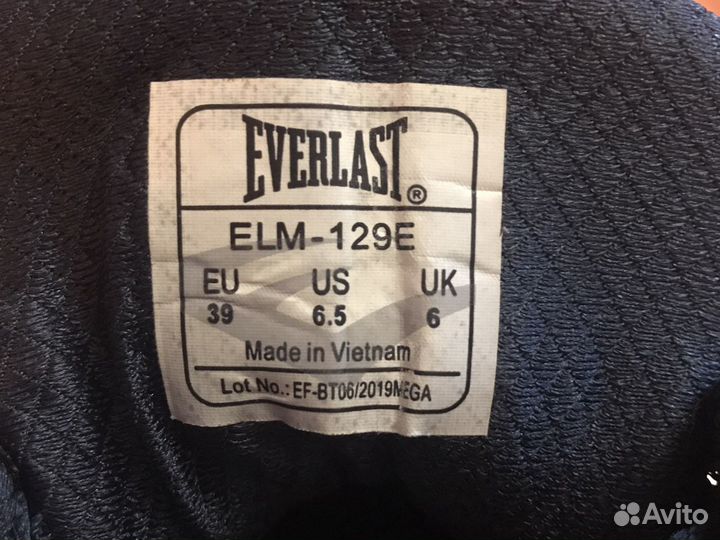 EVERLAST®
ELM-129E
EU US UK
39 6.5 6
Made in Vietnam
Lot No.: EF-BT06/2019MEGA
Avito